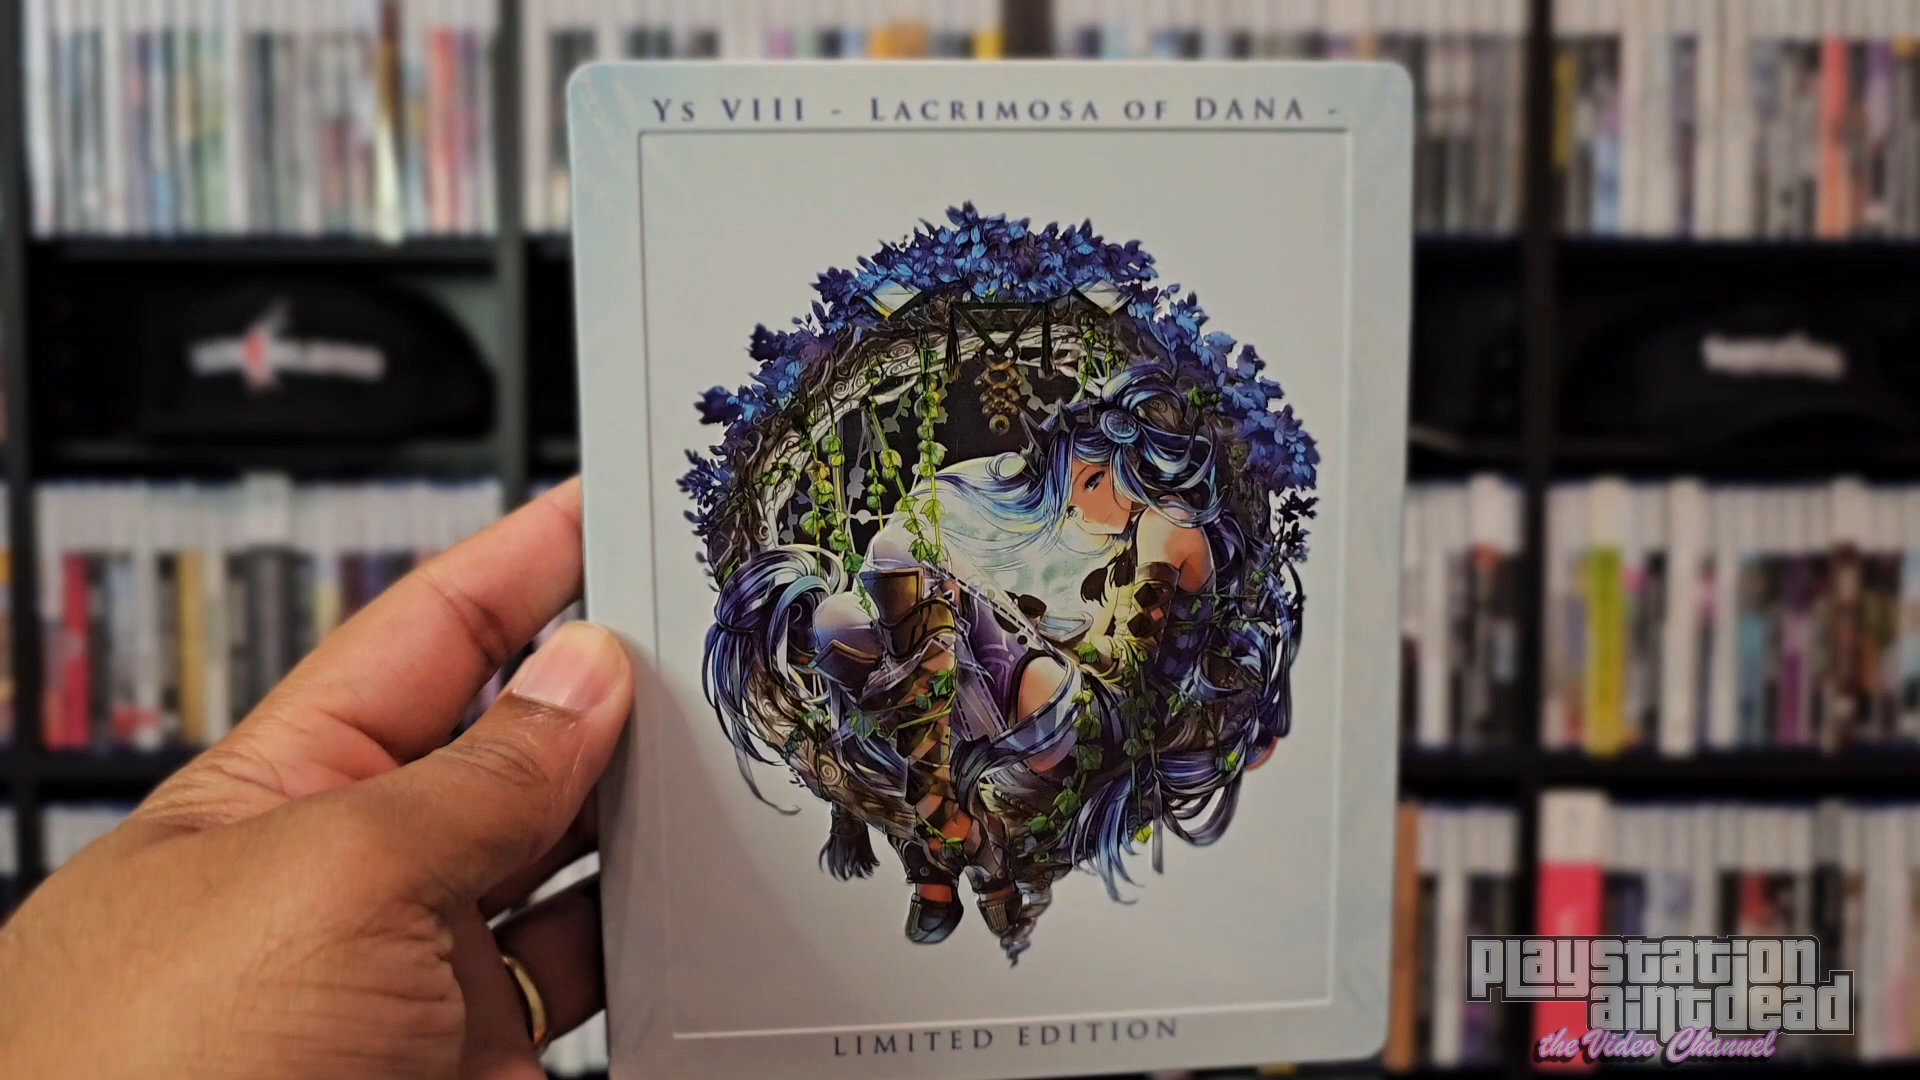 Ys VIII - Lacrimosa of DANA -
LIMITED EDITION
playstation
aintdead
the Video Channel